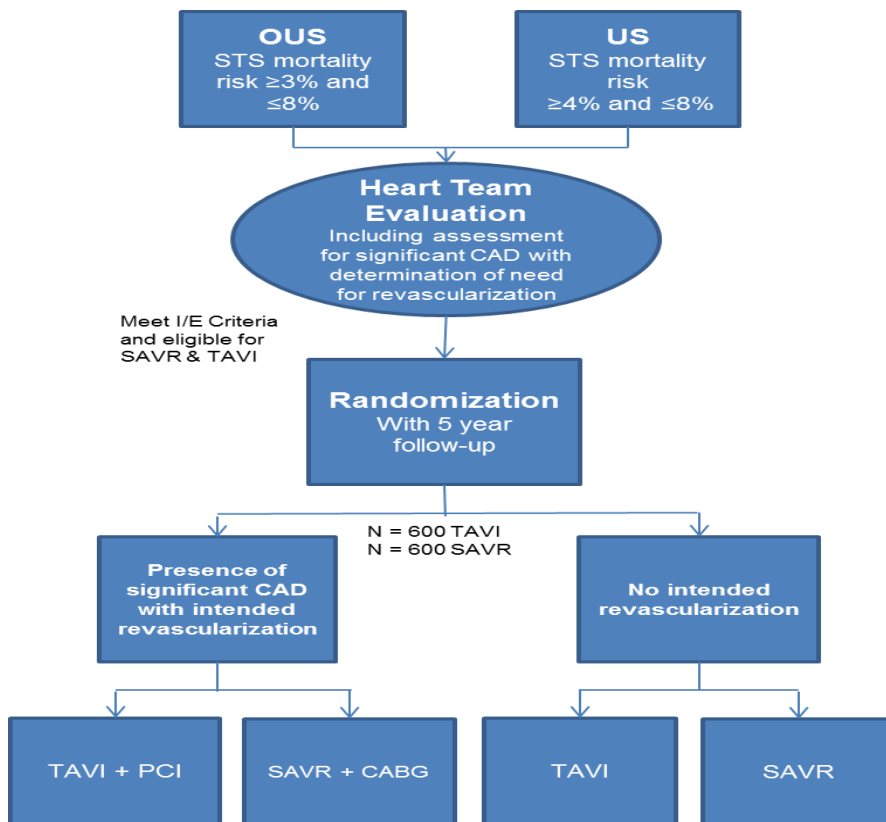 OUS
STS mortality
risk ≥3% and
≤8%
US
STS mortality
risk
≥4% and ≤8%
Heart Team
Evaluation
Including assessment
for significant CAD with
determination of need
for revascularization
Meet I/E Criteria
and eligible for
SAVR & TAVI
Randomization
With 5 year
follow-up
N = 600 TAVI
N = 600 SAVR
Presence of
significant CAD
with intended
revascularization
No intended
revascularization
TAVI + PCI
SAVR + CABG
TAVI
SAVR